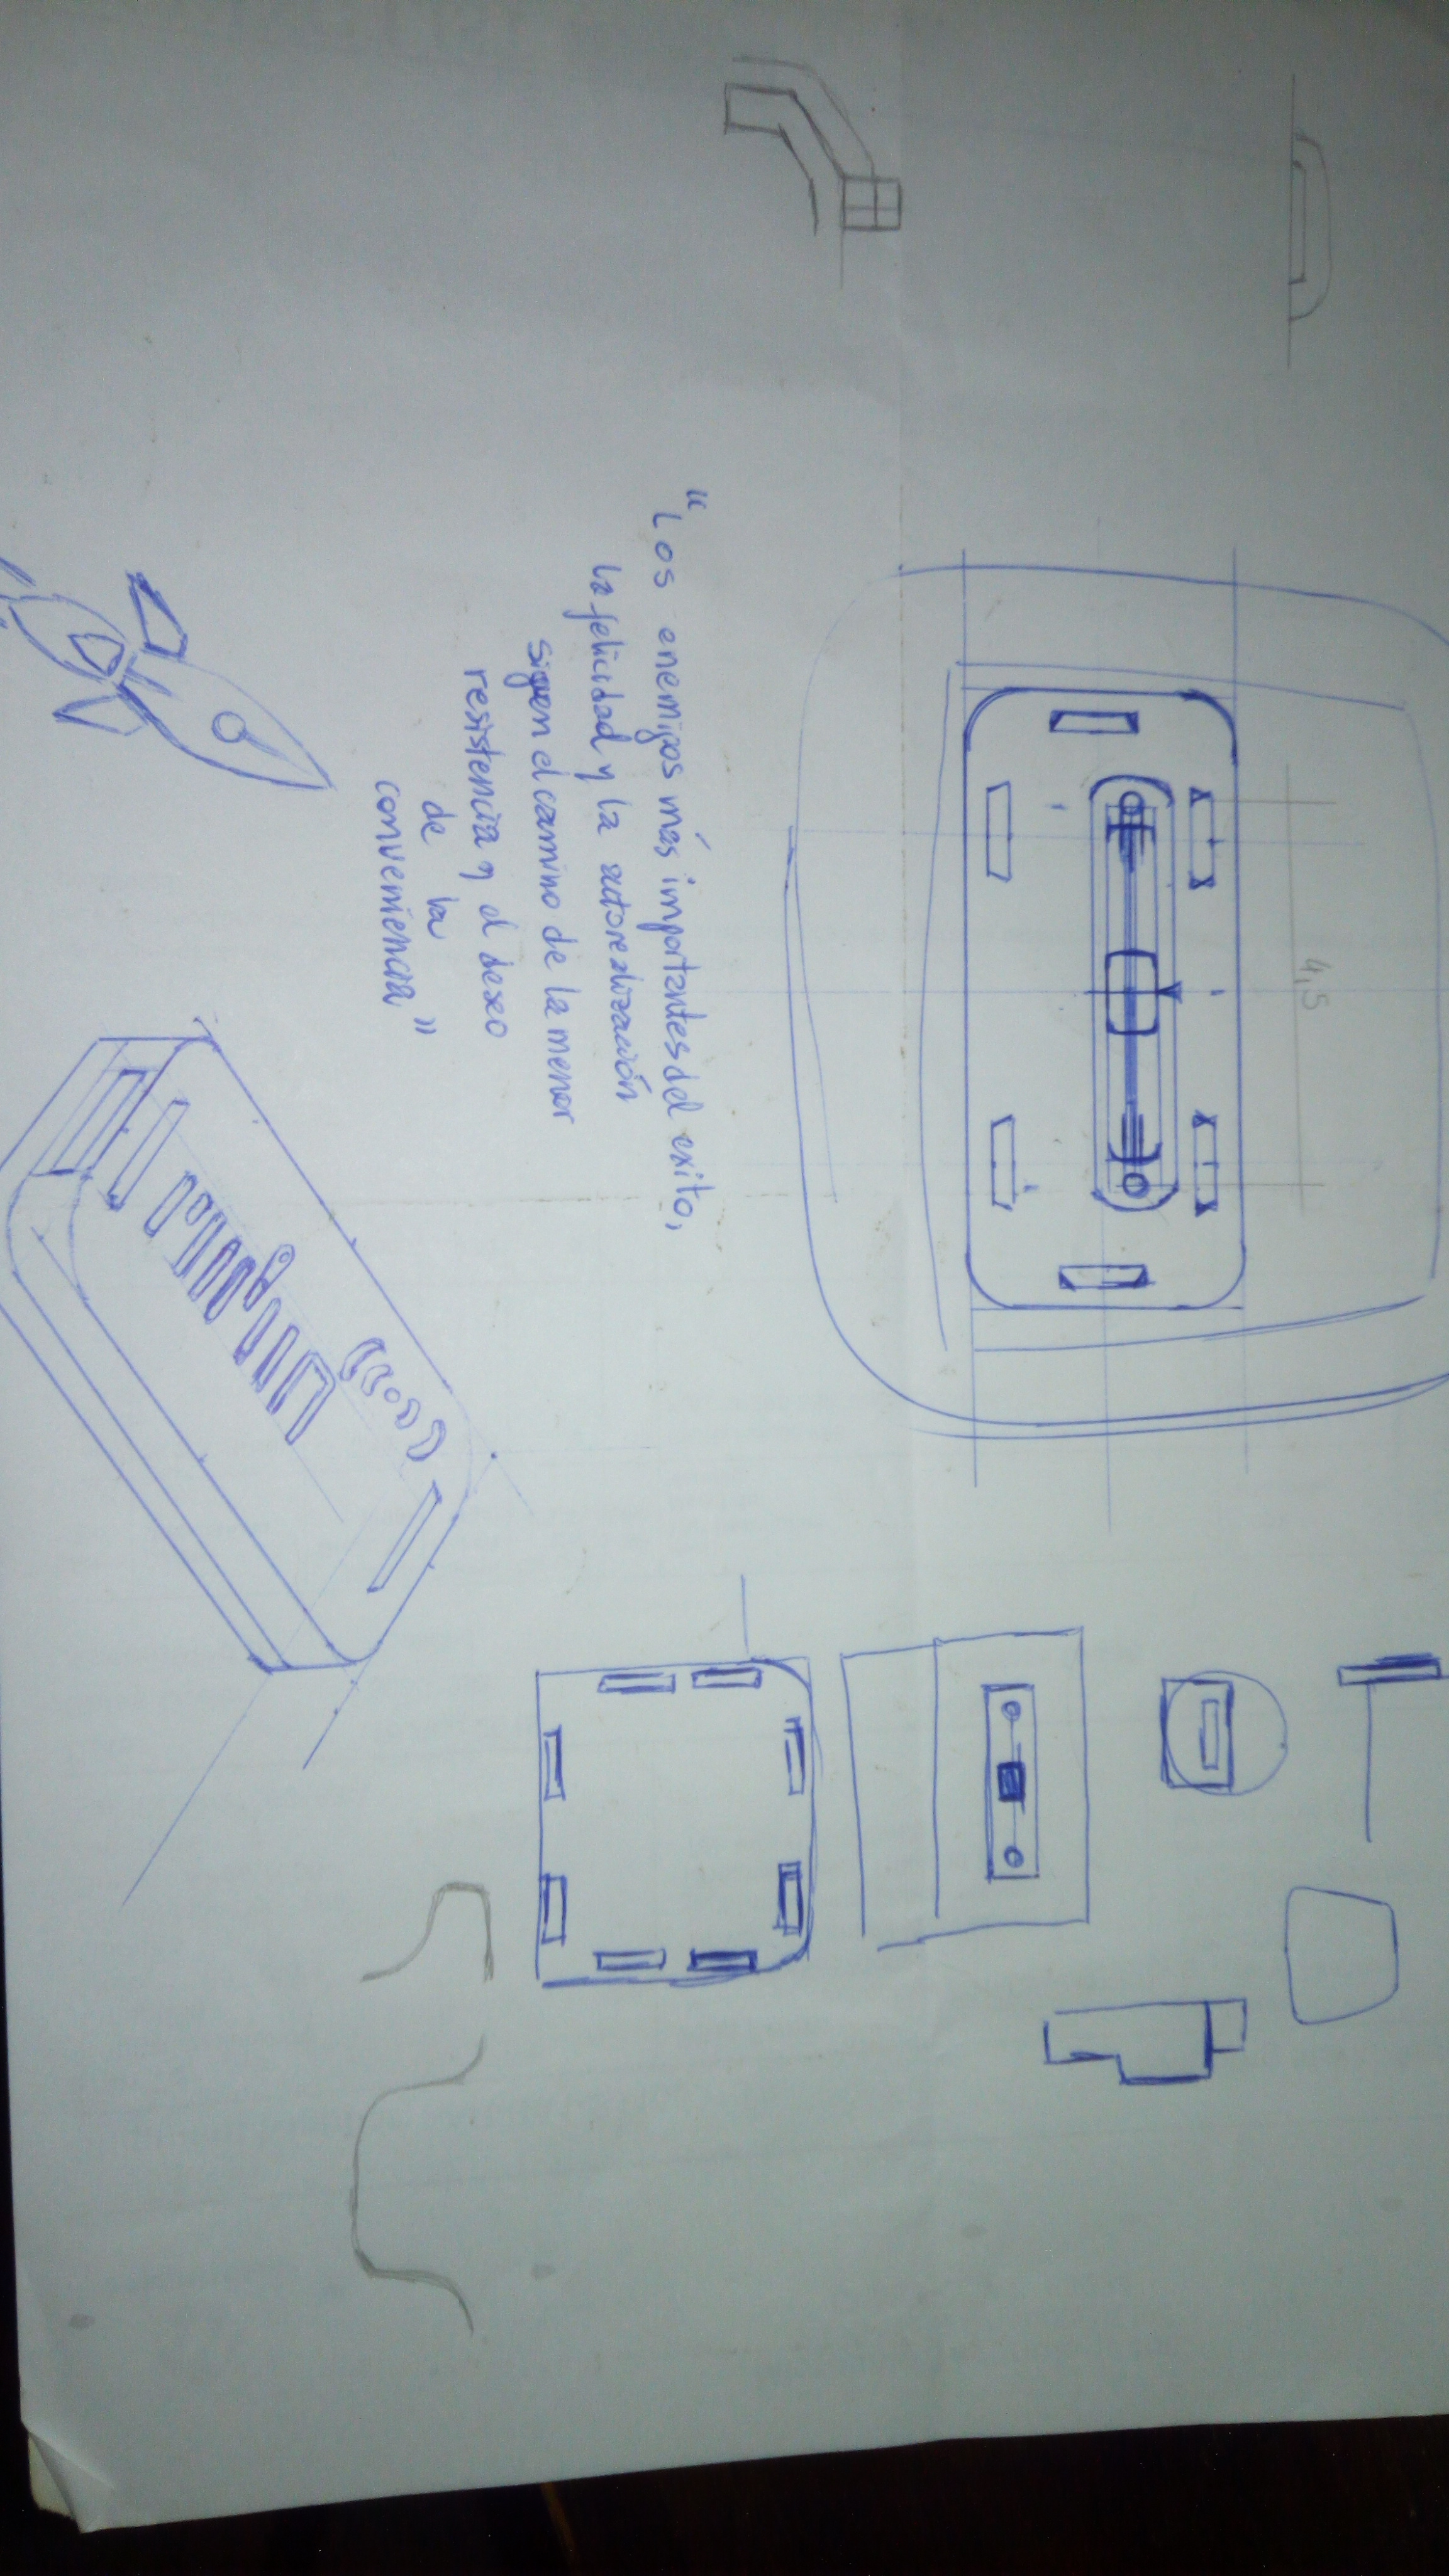 4,5
"Los enemigos más importantes del exito,
la felicidad y la autorealización
siguen el camino de la menor
resistencia y el deseo
de la
conveniencia"